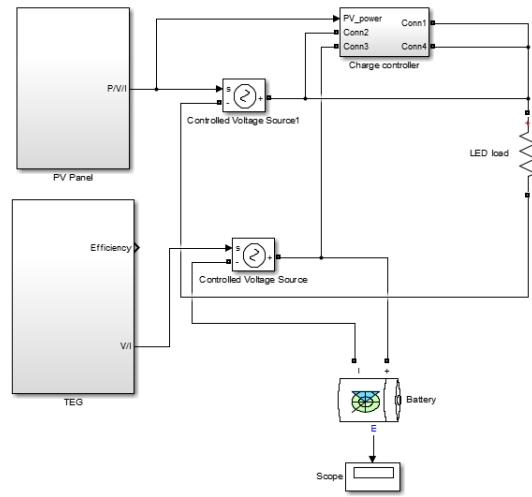 PV_power
Conn1
Conn2
Conn3
Conn4
Charge controller
P/V/I
s
-
+
Controlled Voltage Source1
PV Panel
+
LED load
Efficiency
s
-
+
Controlled Voltage Source
V/I
TEG
+
Battery
E
Scope